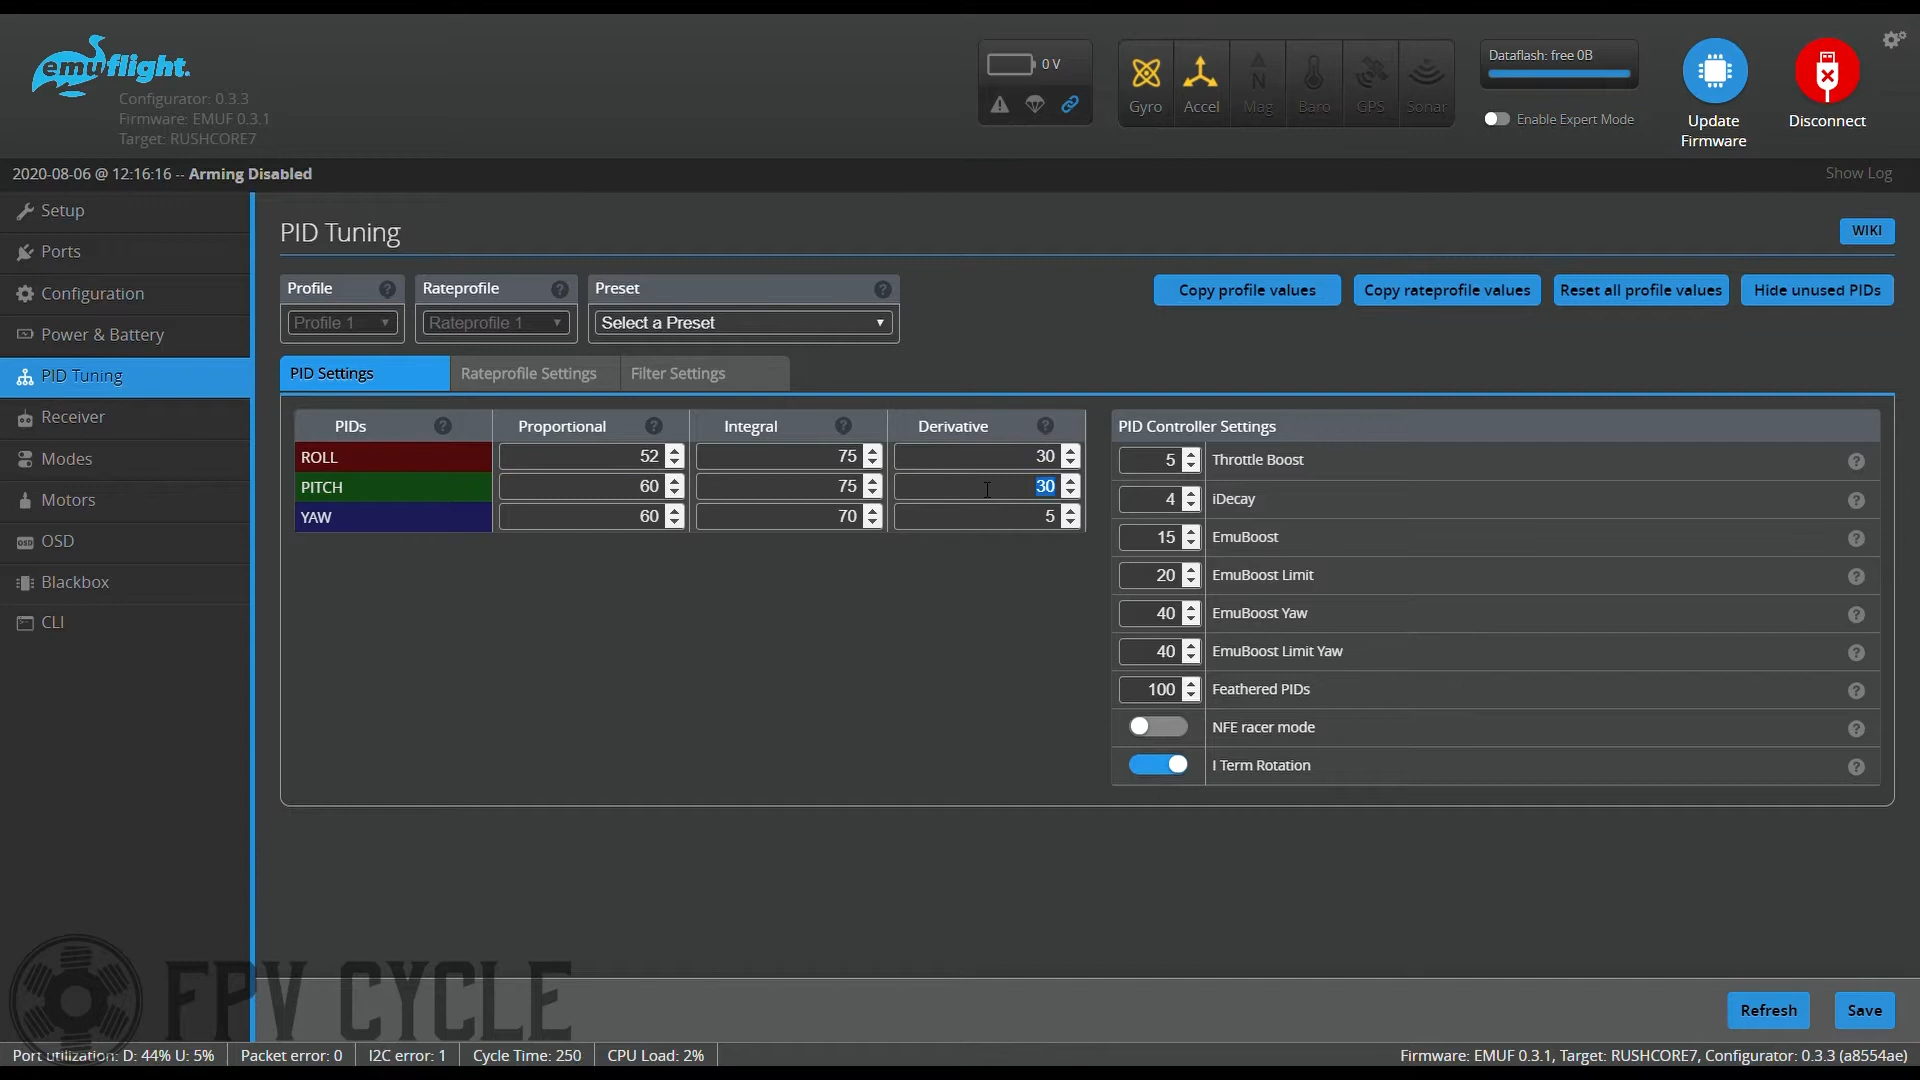 emuflight.
Configurator: 0.3.3
Firmware: EMUF 0.3.1
Target: RUSHCORE7
0 V
Gyro
Accel
Mag
Baro
GPS
Sonar
Dataflash: free 0B
Enable Expert Mode
Update
Firmware
Disconnect
2020-08-06 @ 12:16:16 -- Arming Disabled
Show Log
Setup
Ports
Configuration
Power & Battery
PID Tuning
Receiver
Modes
Motors
OSD
Blackbox
CLI
PID Tuning
WIKI
Profile
Rateprofile
Preset
Profile 1
Rateprofile 1
Select a Preset
Copy profile values
Copy rateprofile values
Reset all profile values
Hide unused PIDs
PID Settings
Rateprofile Settings
Filter Settings
PIDs Proportional Integral Derivative
ROLL 52 75 30
PITCH 60 75 30
YAW 60 70 5
PID Controller Settings
5 Throttle Boost
4 iDecay
15 EmuBoost
20 EmuBoost Limit
40 EmuBoost Yaw
40 EmuBoost Limit Yaw
100 Feathered PIDs
NFE racer mode
I Term Rotation
FPV CYCLE
Refresh
Save
Port utilization: D: 44% U: 5%
Packet error: 0
I2C error: 1
Cycle Time: 250
CPU Load: 2%
Firmware: EMUF 0.3.1, Target: RUSHCORE7, Configurator: 0.3.3 (a8554ae)